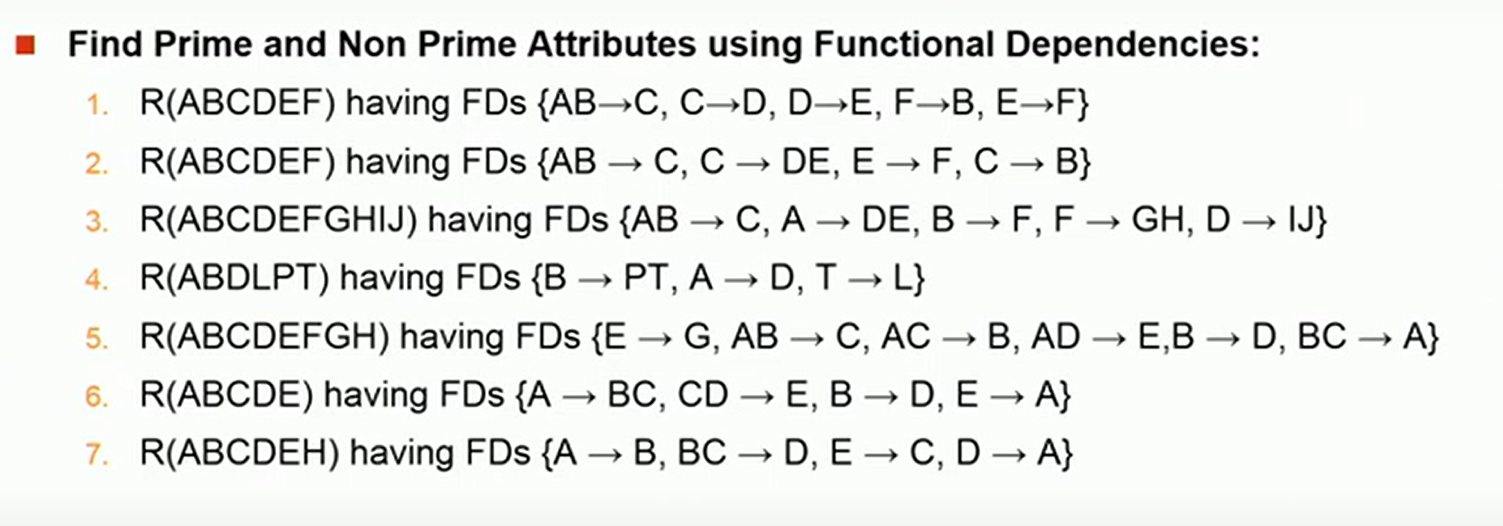 Find Prime and Non Prime Attributes using Functional Dependencies:
1. R(ABCDEF) having FDs {AB→C, C→D, D→E, F→B, E→F}
2. R(ABCDEF) having FDs {AB → C, C → DE, E → F, C → B}
3. R(ABCDEFGHIJ) having FDs {AB → C, A → DE, B → F, F → GH, D → IJ}
4. R(ABDLPT) having FDs {B → PT, A → D, T → L}
5. R(ABCDEFGH) having FDs {E → G, AB → C, AC → B, AD → E,B → D, BC → A}
6. R(ABCDE) having FDs {A → BC, CD → E, B → D, E → A}
7. R(ABCDEH) having FDs {A → B, BC → D, E → C, D → A}